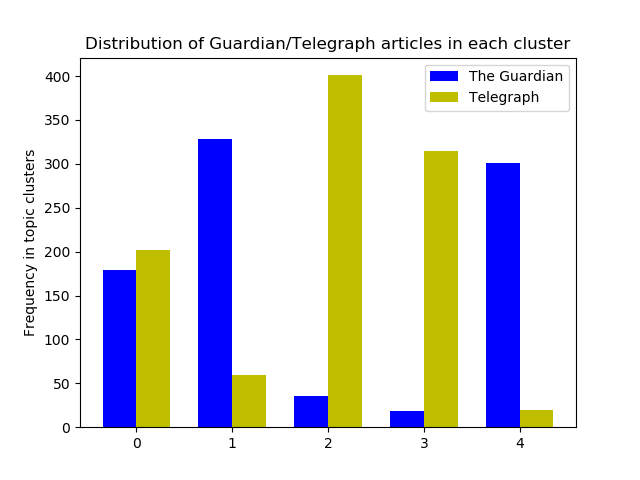 Distribution of Guardian/Telegraph articles in each cluster
The Guardian
Telegraph
Frequency in topic clusters
400
350
300
250
200
150
100
50
0
0 1 2 3 4